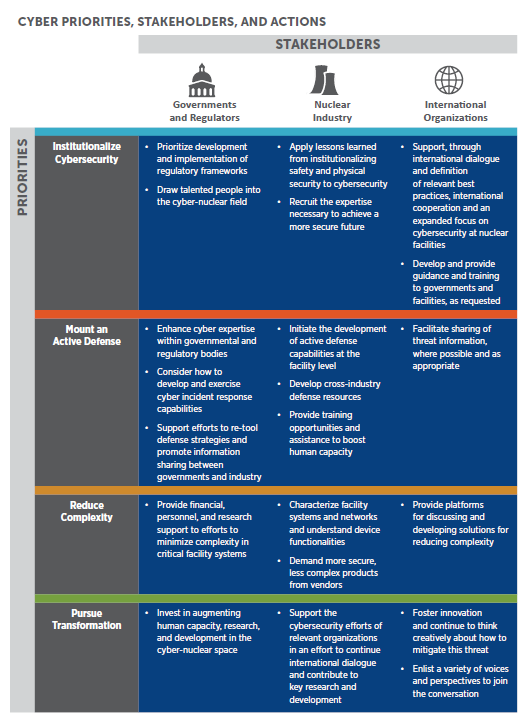 CYBER PRIORITIES, STAKEHOLDERS, AND ACTIONS
STAKEHOLDERS
Governments
and Regulators
Nuclear
Industry
International
Organizations
PRIORITIES
Institutionalize
Cybersecurity
• Prioritize development
and implementation of
regulatory frameworks
• Draw talented people into
the cyber-nuclear field
• Apply lessons learned
from institutionalizing
safety and physical
security to cybersecurity
• Recruit the expertise
necessary to achieve a
more secure future
• Support, through
international dialogue
and definition
of relevant best
practices, international
cooperation and an
expanded focus on
cybersecurity at nuclear
facilities
• Develop and provide
guidance and training
to governments and
facilities, as requested
Mount an
Active Defense
• Enhance cyber expertise
within governmental and
regulatory bodies
• Consider how to
develop and exercise
cyber incident response
capabilities
• Support efforts to re-tool
defense strategies and
promote information
sharing between
governments and industry
• Initiate the development
of active defense
capabilities at the
facility level
• Develop cross-industry
defense resources
• Provide training
opportunities and
assistance to boost
human capacity
• Facilitate sharing of
threat information,
where possible and as
appropriate
Reduce
Complexity
• Provide financial,
personnel, and research
support to efforts to
minimize complexity in
critical facility systems
• Characterize facility
systems and networks
and understand device
functionalities
• Demand more secure,
less complex products
from vendors
• Provide platforms
for discussing and
developing solutions for
reducing complexity
Pursue
Transformation
• Invest in augmenting
human capacity, research,
and development in the
cyber-nuclear space
• Support the
cybersecurity efforts of
relevant organizations
in an effort to continue
international dialogue
and contribute to
key research and
development
• Foster innovation
and continue to think
creatively about how to
mitigate this threat
• Enlist a variety of voices
and perspectives to join
the conversation